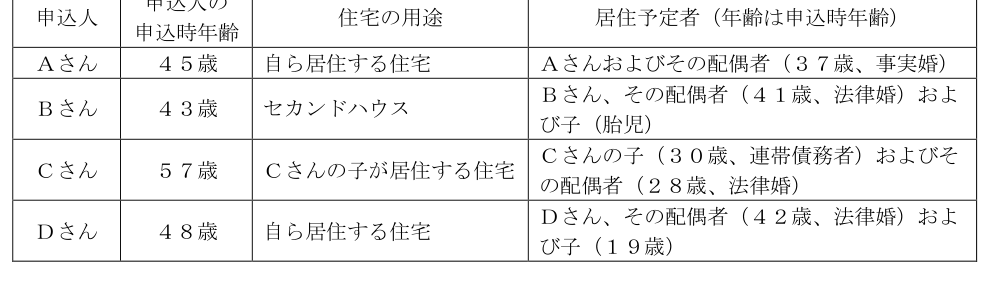 申込人 申込人の 住宅の用途 居住予定者（年齢は申込時年齢）
申込時年齢
Ａさん ４５歳 自ら居住する住宅 Ａさんおよびその配偶者（３７歳、事実婚）
Ｂさん ４３歳 セカンドハウス Ｂさん、その配偶者（４１歳、法律婚）およ
び子（胎児）
Ｃさん ５７歳 Ｃさんの子が居住する住宅 Ｃさんの子（３０歳、連帯債務者）およびそ
の配偶者（２８歳、法律婚）
Ｄさん ４８歳 自ら居住する住宅 Ｄさん、その配偶者（４２歳、法律婚）およ
び子（１９歳）